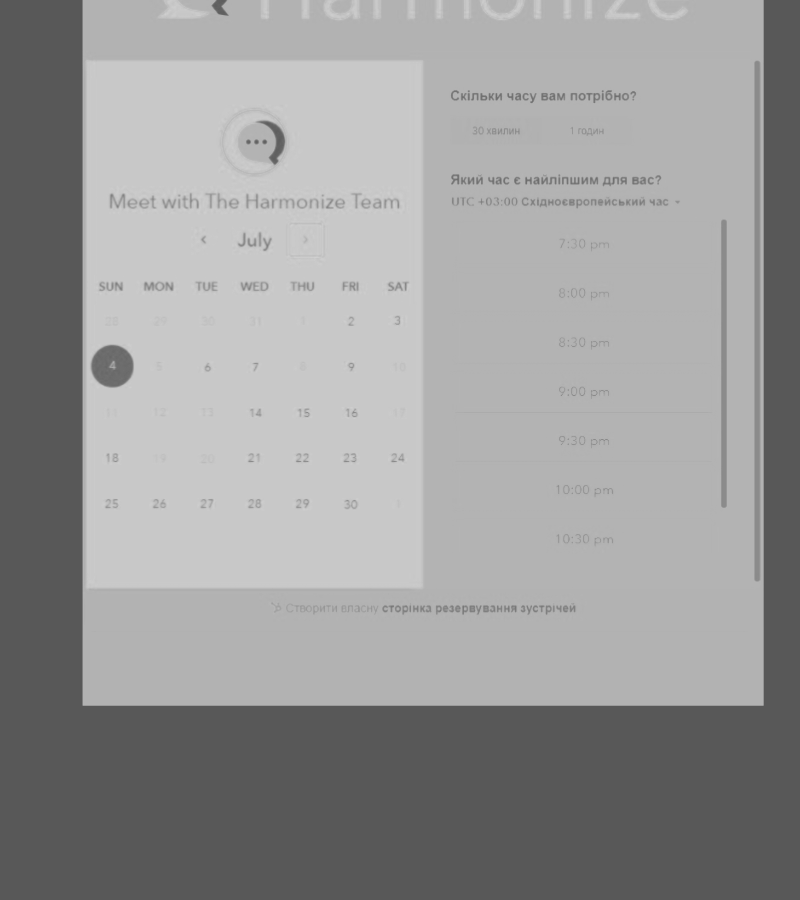 Harmonize
Meet with The Harmonize Team
July
SUN MON TUE WED THU FRI SAT
28 29 30 31 1 2 3
4 5 6 7 8 9 10
11 12 13 14 15 16 17
18 19 20 21 22 23 24
25 26 27 28 29 30 1
Скільки часу вам потрібно?
30 хвилин 1 годин
Який час є найліпшим для вас?
UTC +03:00 Східноєвропейський час
7:30 pm
8:00 pm
8:30 pm
9:00 pm
9:30 pm
10:00 pm
10:30 pm
Створити власну сторінка резервування зустрічей